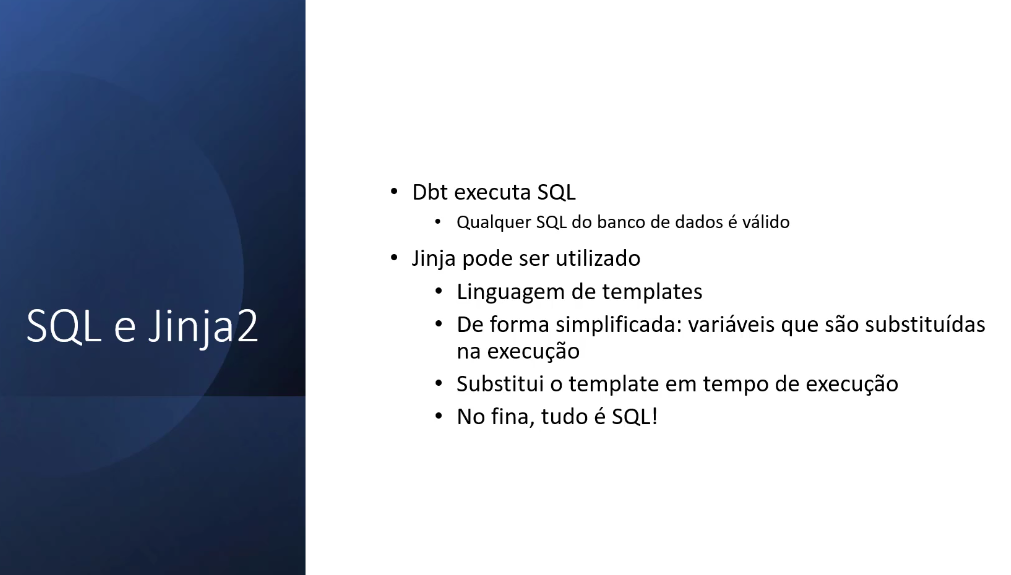 SQL e Jinja2
• Dbt executa SQL
• Qualquer SQL do banco de dados é válido
• Jinja pode ser utilizado
• Linguagem de templates
• De forma simplificada: variáveis que são substituídas
na execução
• Substitui o template em tempo de execução
• No fina, tudo é SQL!